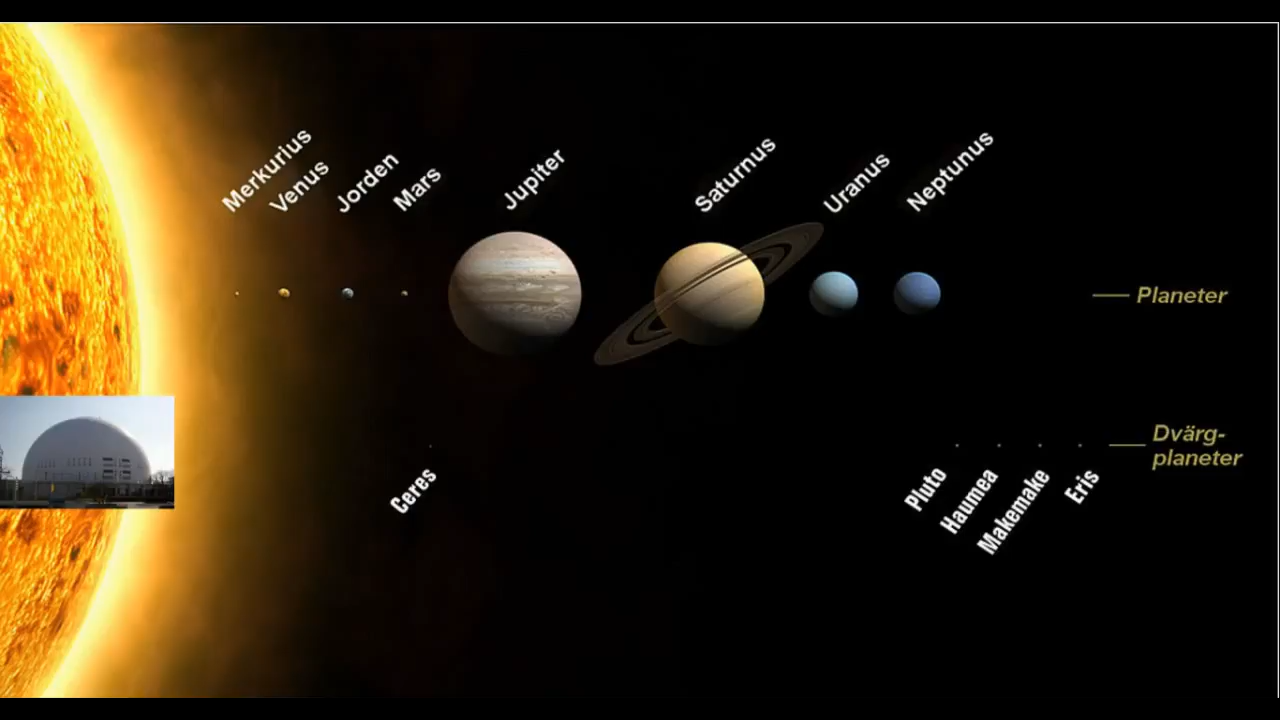 Merkurius
Venus
Jorden
Mars
Jupiter
Saturnus
Uranus
Neptunus
Planeter
Ceres
Pluto
Haumea
Makemake
Eris
Dvärg-
planeter